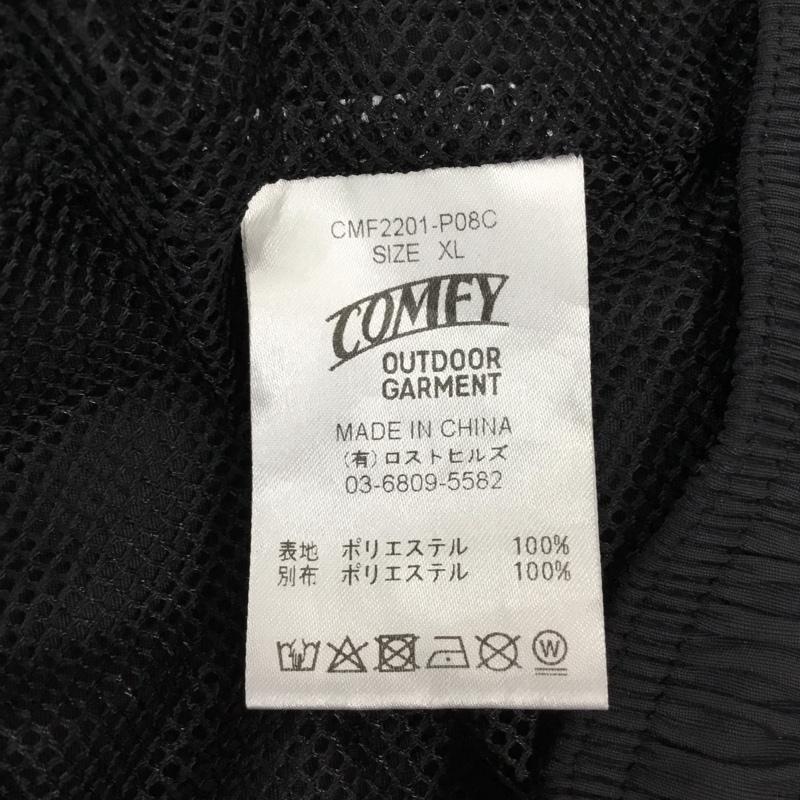 CMF2201-P08C
SIZE XL
COMFY
OUTDOOR
GARMENT
MADE IN CHINA
(有)ロストヒルズ
03-6809-5582
表地 ポリエステル 100%
別布 ポリエステル 100%
W